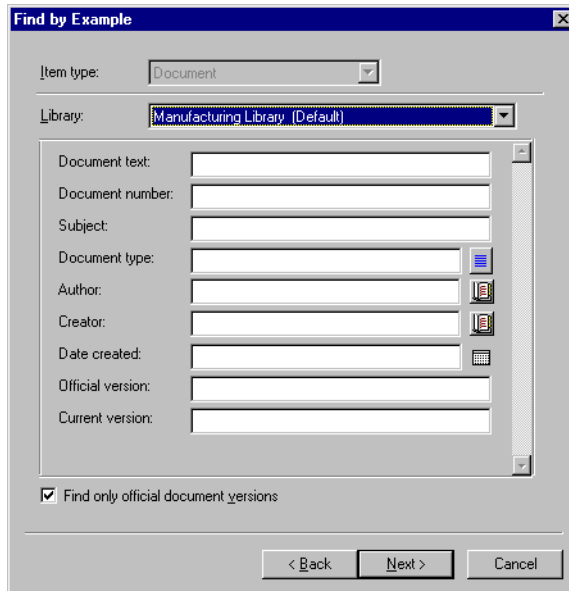 Find by Example
Item type: Document
Library: Manufacturing Library (Default)
Document text:
Document number:
Subject:
Document type:
Author:
Creator:
Date created:
Official version:
Current version:
Find only official document versions
< Back Next > Cancel